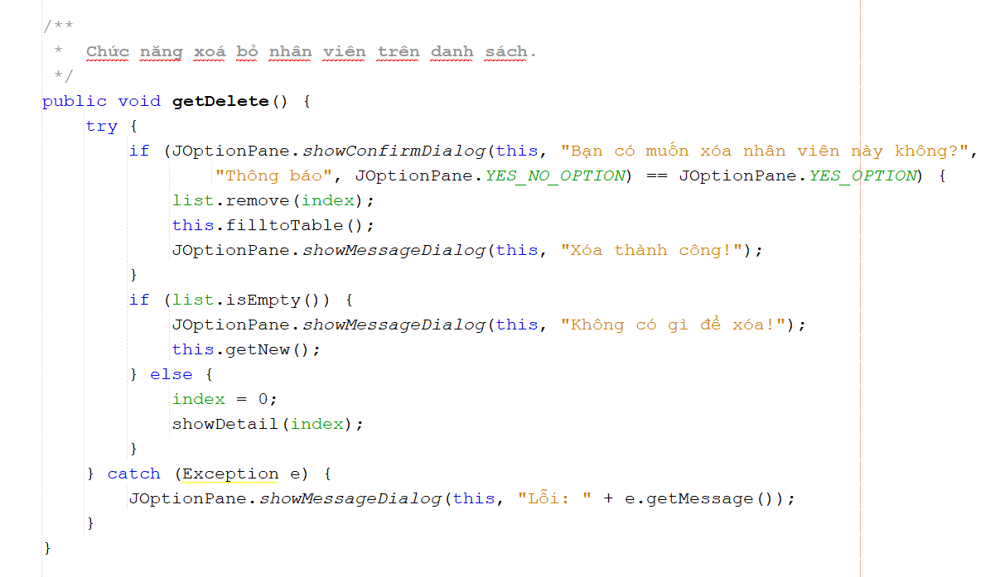 /**
 *  Chức năng xoá bỏ nhân viên trên danh sách.
 */
public void getDelete() {
    try {
        if (JOptionPane.showConfirmDialog(this, "Bạn có muốn xóa nhân viên này không?",
                "Thông báo", JOptionPane.YES_NO_OPTION) == JOptionPane.YES_OPTION) {
            list.remove(index);
            this.filltoTable();
            JOptionPane.showMessageDialog(this, "Xóa thành công!");
        }
        if (list.isEmpty()) {
            JOptionPane.showMessageDialog(this, "Không có gì để xóa!");
            this.getNew();
        } else {
            index = 0;
            showDetail(index);
        }
    } catch (Exception e) {
        JOptionPane.showMessageDialog(this, "Lỗi: " + e.getMessage());
    }
}